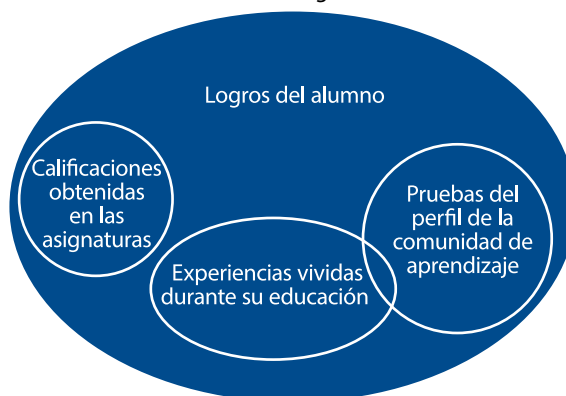 Logros del alumno
Calificaciones
obtenidas
en las
asignaturas
Pruebas del
perfil de la
comunidad de
aprendizaje
Experiencias vividas
durante su educación